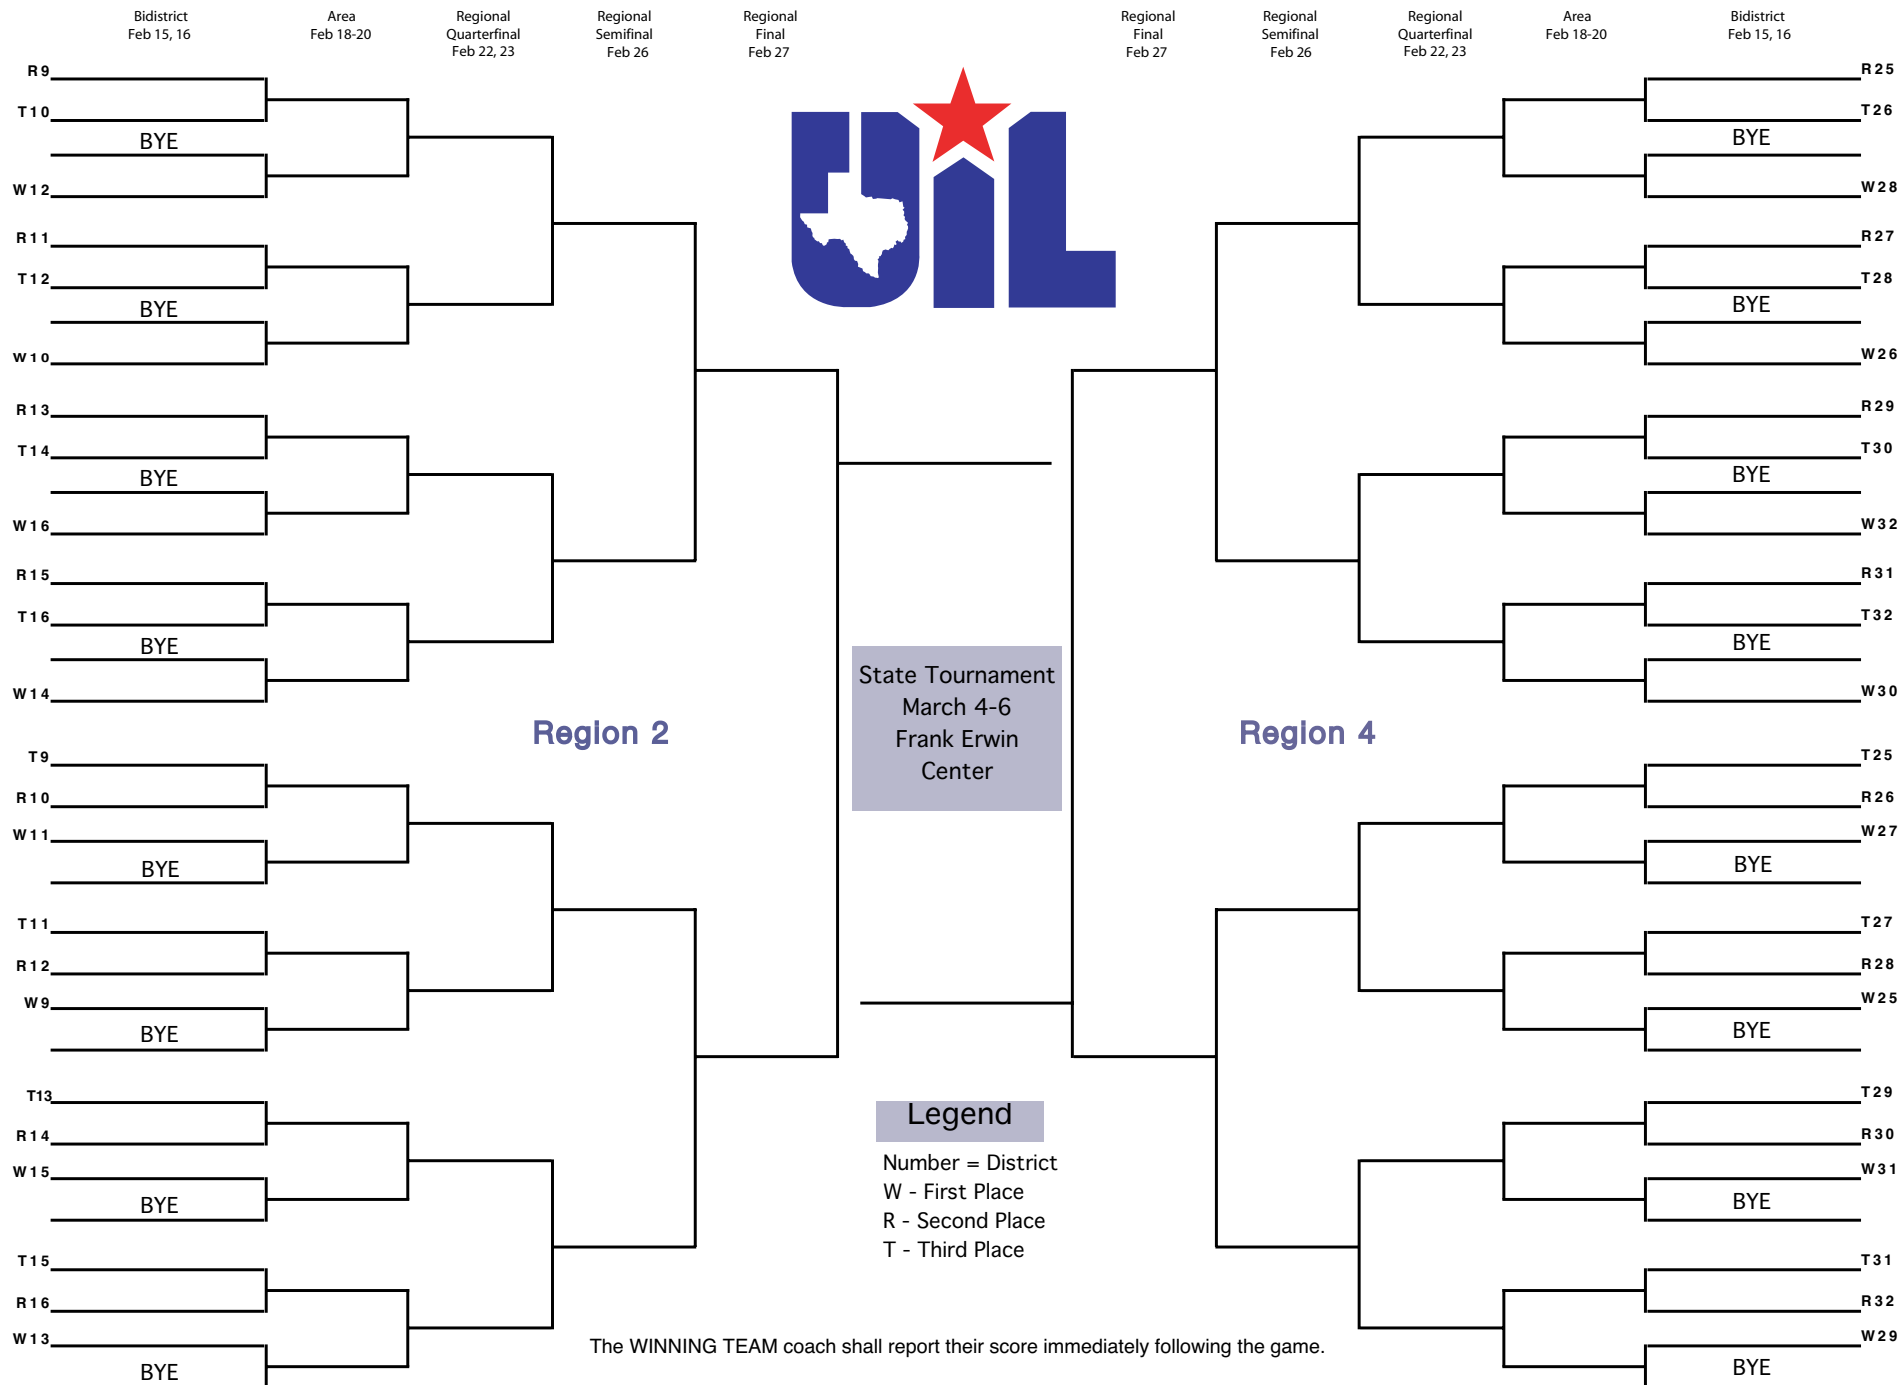 Bidistrict
Feb 15, 16
Area
Feb 18-20
Regional
Quarterfinal
Feb 22, 23
Regional
Semifinal
Feb 26
Regional
Final
Feb 27
Regional
Final
Feb 27
Regional
Semifinal
Feb 26
Regional
Quarterfinal
Feb 22, 23
Area
Feb 18-20
Bidistrict
Feb 15, 16
R9
T10
BYE
W12
R11
T12
BYE
W10
R13
T14
BYE
W16
R15
T16
BYE
W14
Region 2
T9
R10
W11
BYE
T11
R12
W9
BYE
T13
R14
W15
BYE
T15
R16
W13
BYE
UIL
State Tournament
March 4-6
Frank Erwin
Center
Legend
Number = District
W - First Place
R - Second Place
T - Third Place
The WINNING TEAM coach shall report their score immediately following the game.
R25
T26
BYE
W28
R27
T28
BYE
W26
R29
T30
BYE
W32
R31
T32
BYE
W30
Region 4
T25
R26
W27
BYE
T27
R28
W25
BYE
T29
R30
W31
BYE
T31
R32
W29
BYE